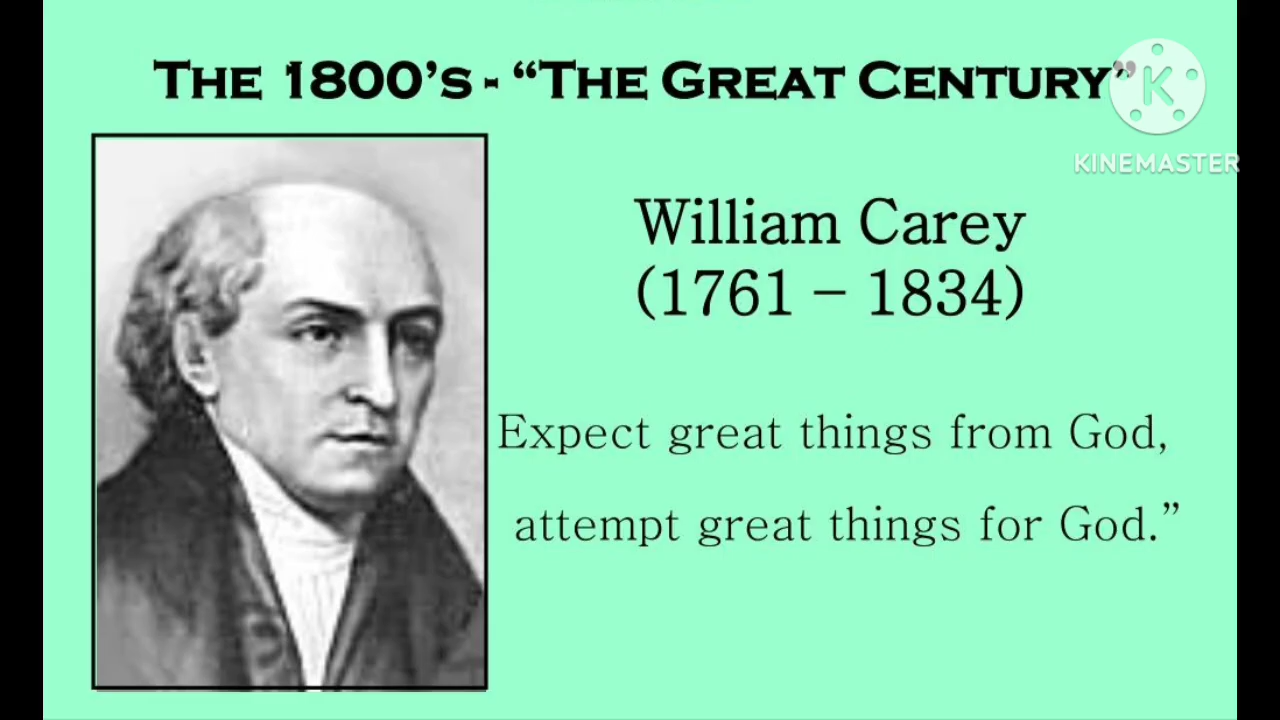 THE 1800’S - “THE GREAT CENTURY”
K
KINEMASTER
William Carey
(1761 – 1834)
Expect great things from God,
attempt great things for God.”